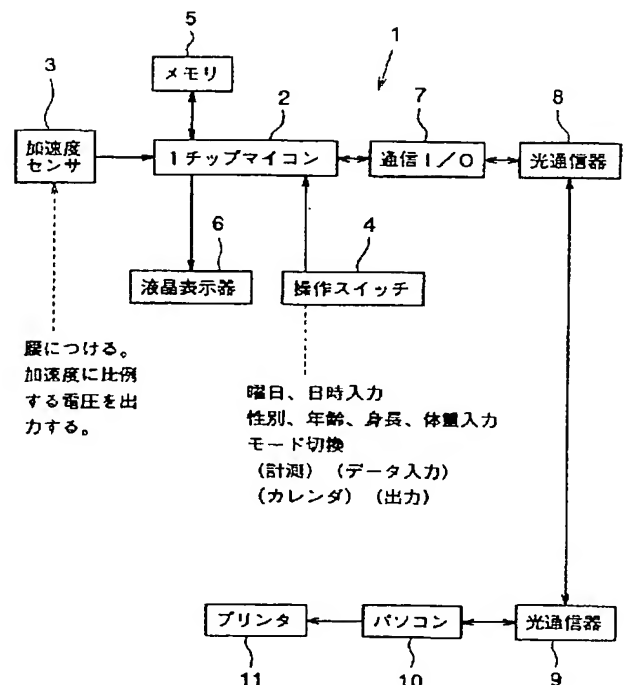 1
5
メモリ
3
加速度
センサ
2
1チップマイコン
7
通信I/O
8
光通信器
6
液晶表示器
4
操作スイッチ
腰につける。
加速度に比例
する電圧を出
力する。
曜日、日時入力
性別、年齢、身長、体重入力
モード切換
(計測) (データ入力)
(カレンダ) (出力)
プリンタ
11
パソコン
10
光通信器
9